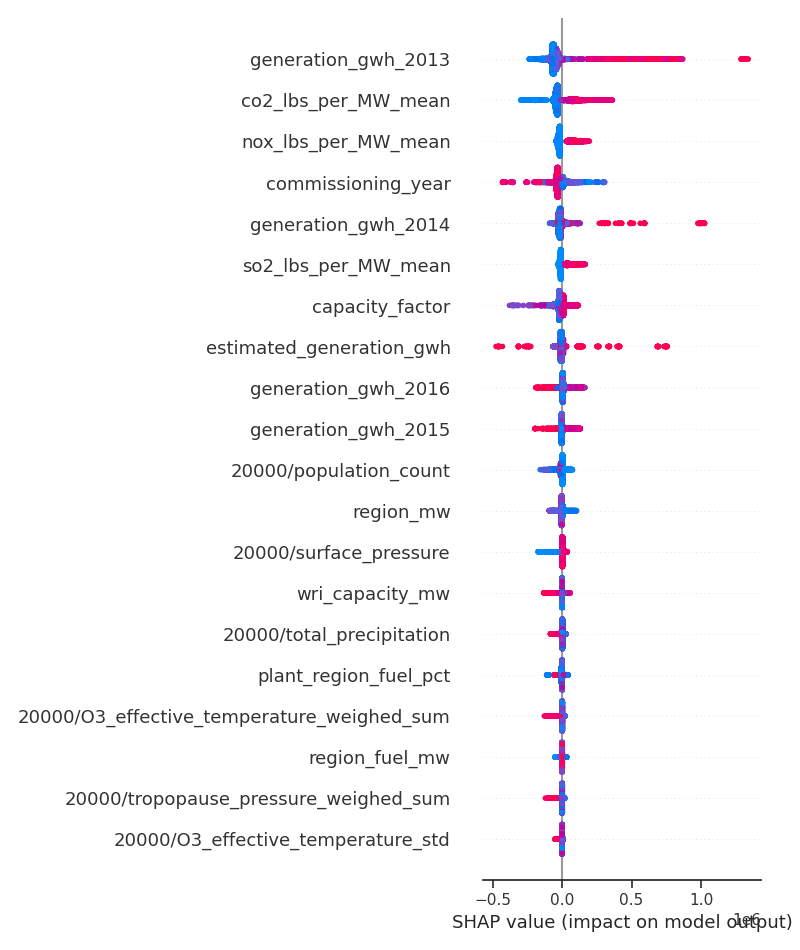 generation_gwh_2013
co2_lbs_per_MW_mean
nox_lbs_per_MW_mean
commissioning_year
generation_gwh_2014
so2_lbs_per_MW_mean
capacity_factor
estimated_generation_gwh
generation_gwh_2016
generation_gwh_2015
20000/population_count
region_mw
20000/surface_pressure
wri_capacity_mw
20000/total_precipitation
plant_region_fuel_pct
20000/O3_effective_temperature_weighed_sum
region_fuel_mw
20000/tropopause_pressure_weighed_sum
20000/O3_effective_temperature_std
−0.5 0.0 0.5 1.0
1e6
SHAP value (impact on model output)